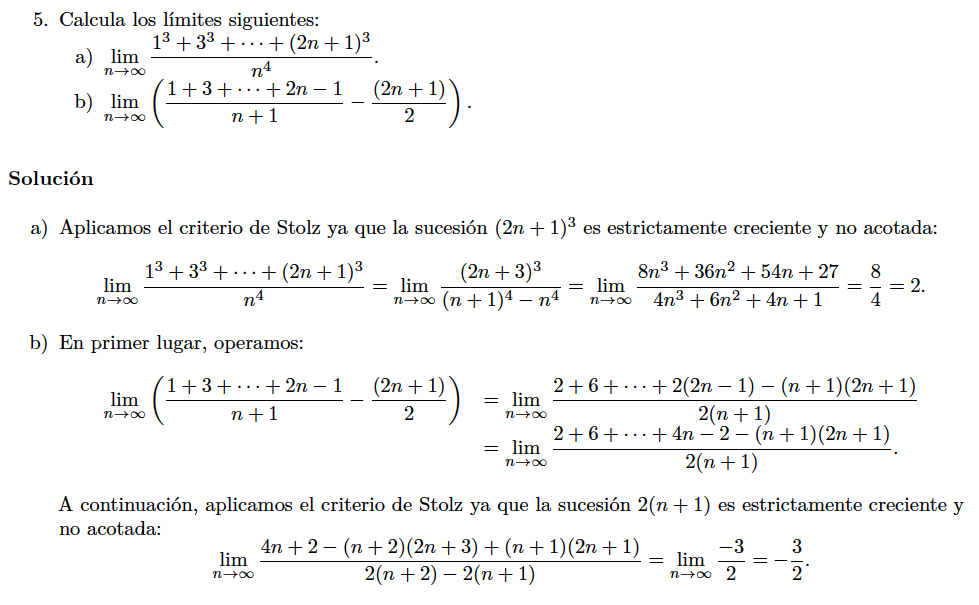 5. Calcula los límites siguientes:
a) $\lim_{n\to\infty} \frac{1^3 + 3^3 + \cdots + (2n+1)^3}{n^4}$.
b) $\lim_{n\to\infty} \left( \frac{1 + 3 + \cdots + 2n - 1}{n+1} - \frac{(2n+1)}{2} \right)$.
Solución
a) Aplicamos el criterio de Stolz ya que la sucesión $(2n+1)^3$ es estrictamente creciente y no acotada:
$\lim_{n\to\infty} \frac{1^3 + 3^3 + \cdots + (2n+1)^3}{n^4} = \lim_{n\to\infty} \frac{(2n+3)^3}{(n+1)^4 - n^4} = \lim_{n\to\infty} \frac{8n^3 + 36n^2 + 54n + 27}{4n^3 + 6n^2 + 4n + 1} = \frac{8}{4} = 2.$
b) En primer lugar, operamos:
$\lim_{n\to\infty} \left( \frac{1 + 3 + \cdots + 2n - 1}{n+1} - \frac{(2n+1)}{2} \right) = \lim_{n\to\infty} \frac{2 + 6 + \cdots + 2(2n-1) - (n+1)(2n+1)}{2(n+1)}$
$= \lim_{n\to\infty} \frac{2 + 6 + \cdots + 4n - 2 - (n+1)(2n+1)}{2(n+1)}.$
A continuación, aplicamos el criterio de Stolz ya que la sucesión $2(n+1)$ es estrictamente creciente y
no acotada:
$\lim_{n\to\infty} \frac{4n + 2 - (n+2)(2n+3) + (n+1)(2n+1)}{2(n+2) - 2(n+1)} = \lim_{n\to\infty} \frac{-3}{2} = -\frac{3}{2}.$